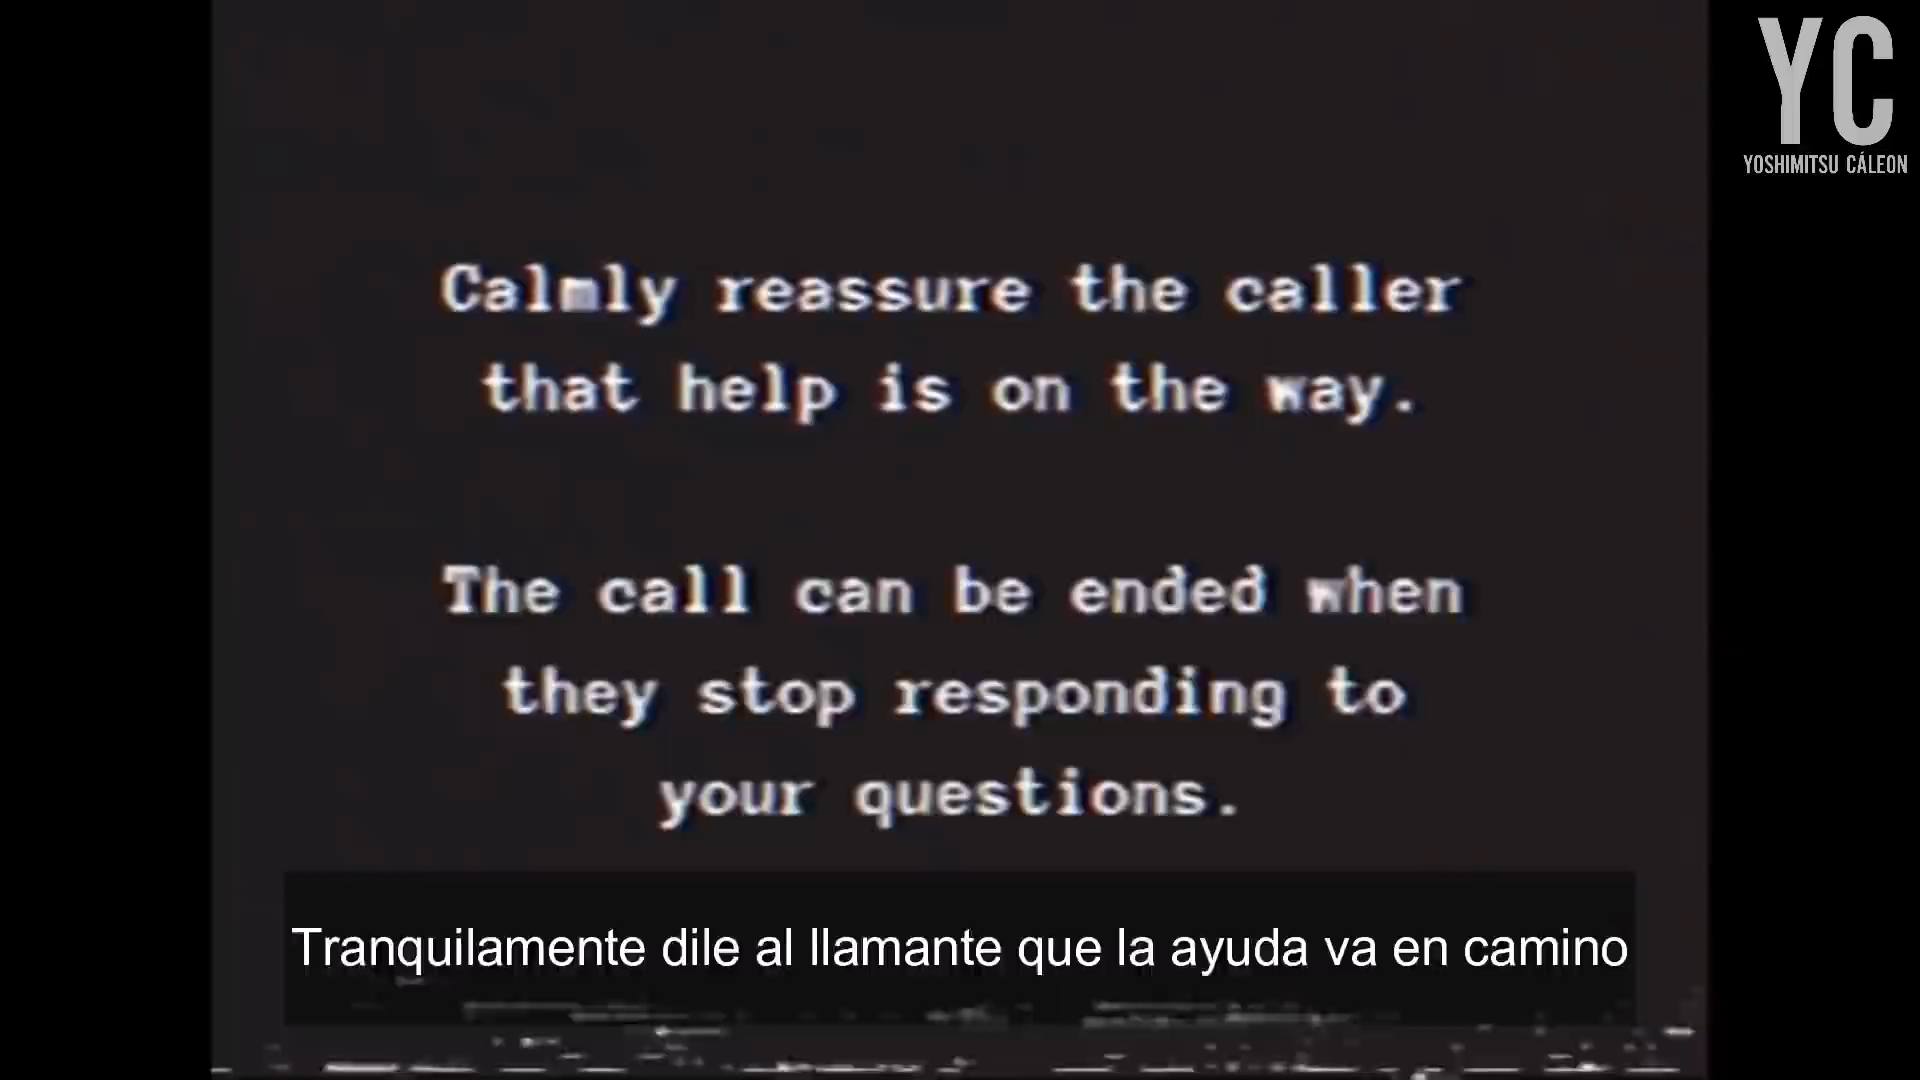 YC
YOSHIMITSU CÁLEON
Calmly reassure the caller
that help is on the way.
The call can be ended when
they stop responding to
your questions.
Tranquilamente dile al llamante que la ayuda va en camino